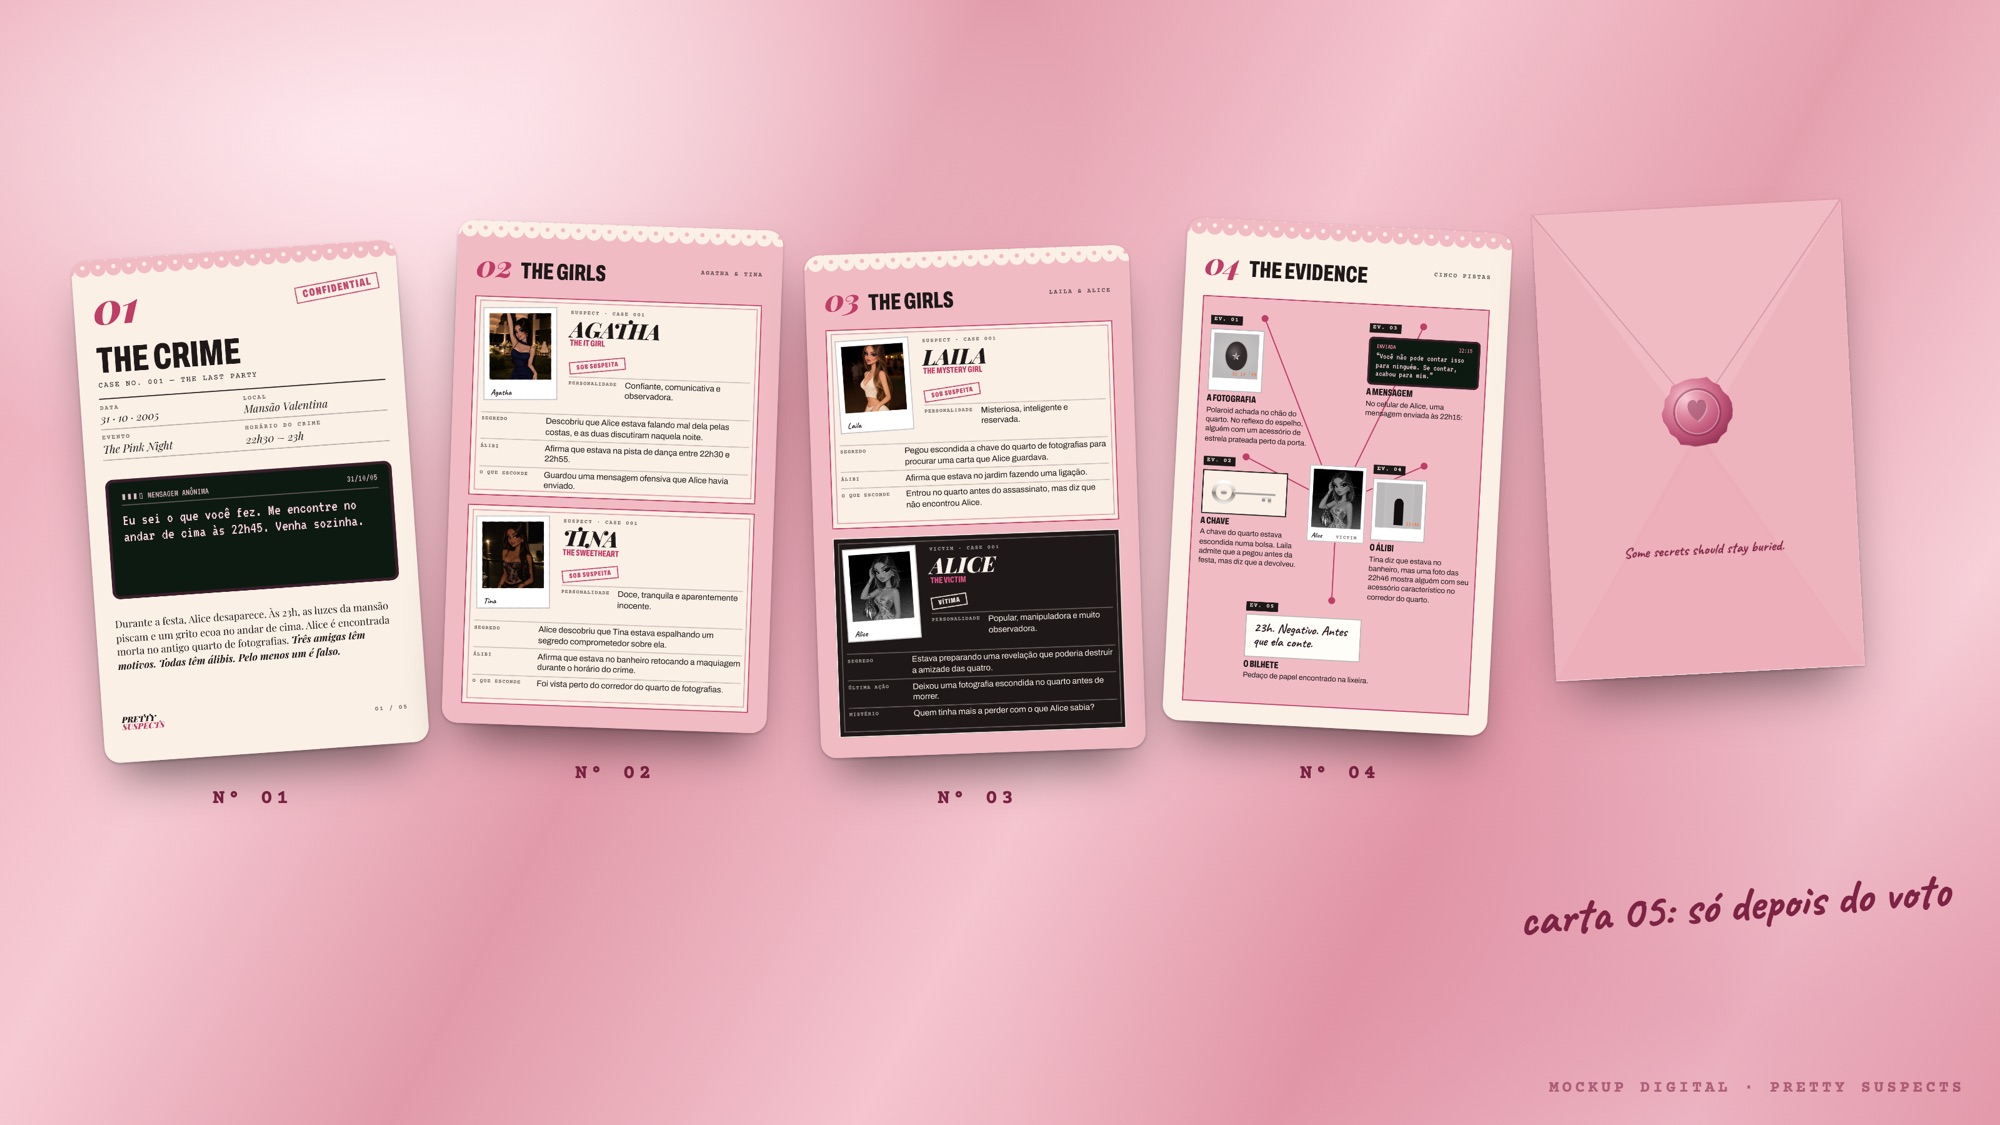 01
CONFIDENTIAL
THE CRIME
CASE NO. 001 — THE LAST PARTY
DATA
31 · 10 · 2005
LOCAL
Mansão Valentina
EVENTO
The Pink Night
HORÁRIO DO CRIME
22h30 — 23h
MENSAGEM ANÔNIMA
31/10/05
Eu sei o que você fez. Me encontre no
andar de cima às 22h45. Venha sozinha.
Durante a festa, Alice desaparece. Às 23h, as luzes da mansão
piscam e um grito ecoa no andar de cima. Alice é encontrada
morta no antigo quarto de fotografias. Três amigas têm
motivos. Todas têm álibis. Pelo menos um é falso.
PRETTY
SUSPECTS
01 / 05
Nº 01
02 THE GIRLS
AGATHA & TINA
SUSPECT · CASE 001
AGATHA
THE IT GIRL
SOB SUSPEITA
Agatha
PERSONALIDADE
Confiante, comunicativa e
observadora.
SEGREDO
Descobriu que Alice estava falando mal dela pelas
costas, e as duas discutiram naquela noite.
ÁLIBI
Afirma que estava na pista de dança entre 22h30 e
22h55.
O QUE ESCONDE
Guardou uma mensagem ofensiva que Alice havia
enviado.
SUSPECT · CASE 001
TINA
THE SWEETHEART
SOB SUSPEITA
Tina
PERSONALIDADE
Doce, tranquila e aparentemente
inocente.
SEGREDO
Alice descobriu que Tina estava espalhando um
segredo comprometedor sobre ela.
ÁLIBI
Afirma que estava no banheiro retocando a maquiagem
durante o horário do crime.
O QUE ESCONDE
Foi vista perto do corredor do quarto de fotografias.
Nº 02
03 THE GIRLS
LAILA & ALICE
SUSPECT · CASE 001
LAILA
THE MYSTERY GIRL
SOB SUSPEITA
Laila
PERSONALIDADE
Misteriosa, inteligente e
reservada.
SEGREDO
Pegou escondida a chave do quarto de fotografias para
procurar uma carta que Alice guardava.
ÁLIBI
Afirma que estava no jardim fazendo uma ligação.
O QUE ESCONDE
Entrou no quarto antes do assassinato, mas diz que
não encontrou Alice.
VICTIM · CASE 001
ALICE
THE VICTIM
VÍTIMA
Alice
PERSONALIDADE
Popular, manipuladora e muito
observadora.
SEGREDO
Estava preparando uma revelação que poderia destruir
a amizade das quatro.
ÚLTIMA AÇÃO
Deixou uma fotografia escondida no quarto antes de
morrer.
MISTÉRIO
Quem tinha mais a perder com o que Alice sabia?
Nº 03
04 THE EVIDENCE
CINCO PISTAS
EV. 01
A FOTOGRAFIA
Polaroid achada no chão do
quarto. No reflexo do espelho,
alguém com um acessório de
estrela prateada perto da porta.
EV. 03
ENVIADA
22:15
"Você não pode contar isso
para ninguém. Se contar,
acabou para mim."
A MENSAGEM
No celular de Alice, uma
mensagem enviada às 22h15:
EV. 02
A CHAVE
A chave do quarto estava
escondida numa bolsa. Laila
admite que a pegou antes da
festa, mas diz que a devolveu.
Alice
VICTIM
EV. 04
O ÁLIBI
Tina diz que estava no
banheiro, mas uma foto das
22h46 mostra alguém com seu
acessório característico no
corredor do quarto.
EV. 05
23h. Negativo. Antes
que ela conte.
O BILHETE
Pedaço de papel encontrado na lixeira.
Nº 04
Some secrets should stay buried.
carta 05: só depois do voto
MOCKUP DIGITAL · PRETTY SUSPECTS